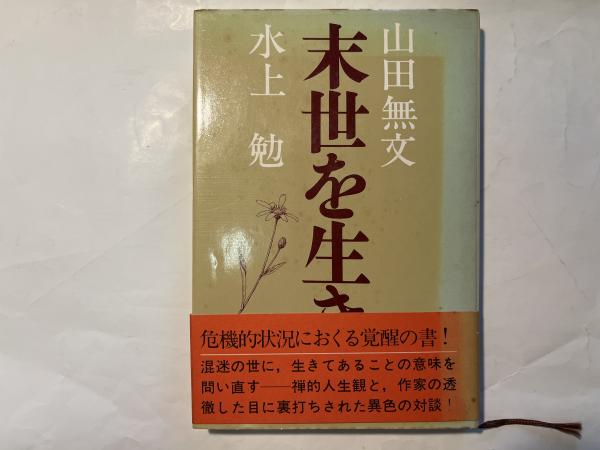 山田無文
末世を生き
水上 勉
危機的状況におくる覚醒の書！
混迷の世に，生きてあることの意味を
問い直す──禅的人生観と，作家の透
徹した目に裏打ちされた異色の対談！